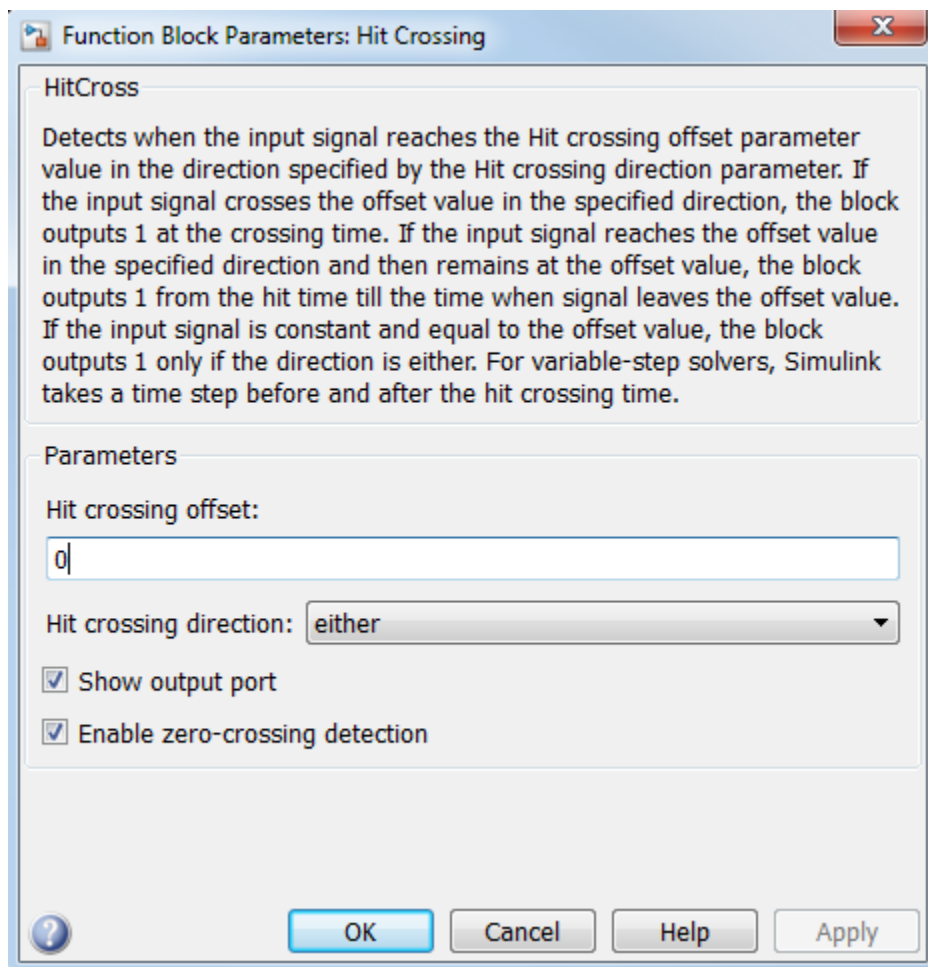 Function Block Parameters: Hit Crossing
HitCross
Detects when the input signal reaches the Hit crossing offset parameter
value in the direction specified by the Hit crossing direction parameter. If
the input signal crosses the offset value in the specified direction, the block
outputs 1 at the crossing time. If the input signal reaches the offset value
in the specified direction and then remains at the offset value, the block
outputs 1 from the hit time till the time when signal leaves the offset value.
If the input signal is constant and equal to the offset value, the block
outputs 1 only if the direction is either. For variable-step solvers, Simulink
takes a time step before and after the hit crossing time.
Parameters
Hit crossing offset:
0
Hit crossing direction: either
Show output port
Enable zero-crossing detection
OK Cancel Help Apply